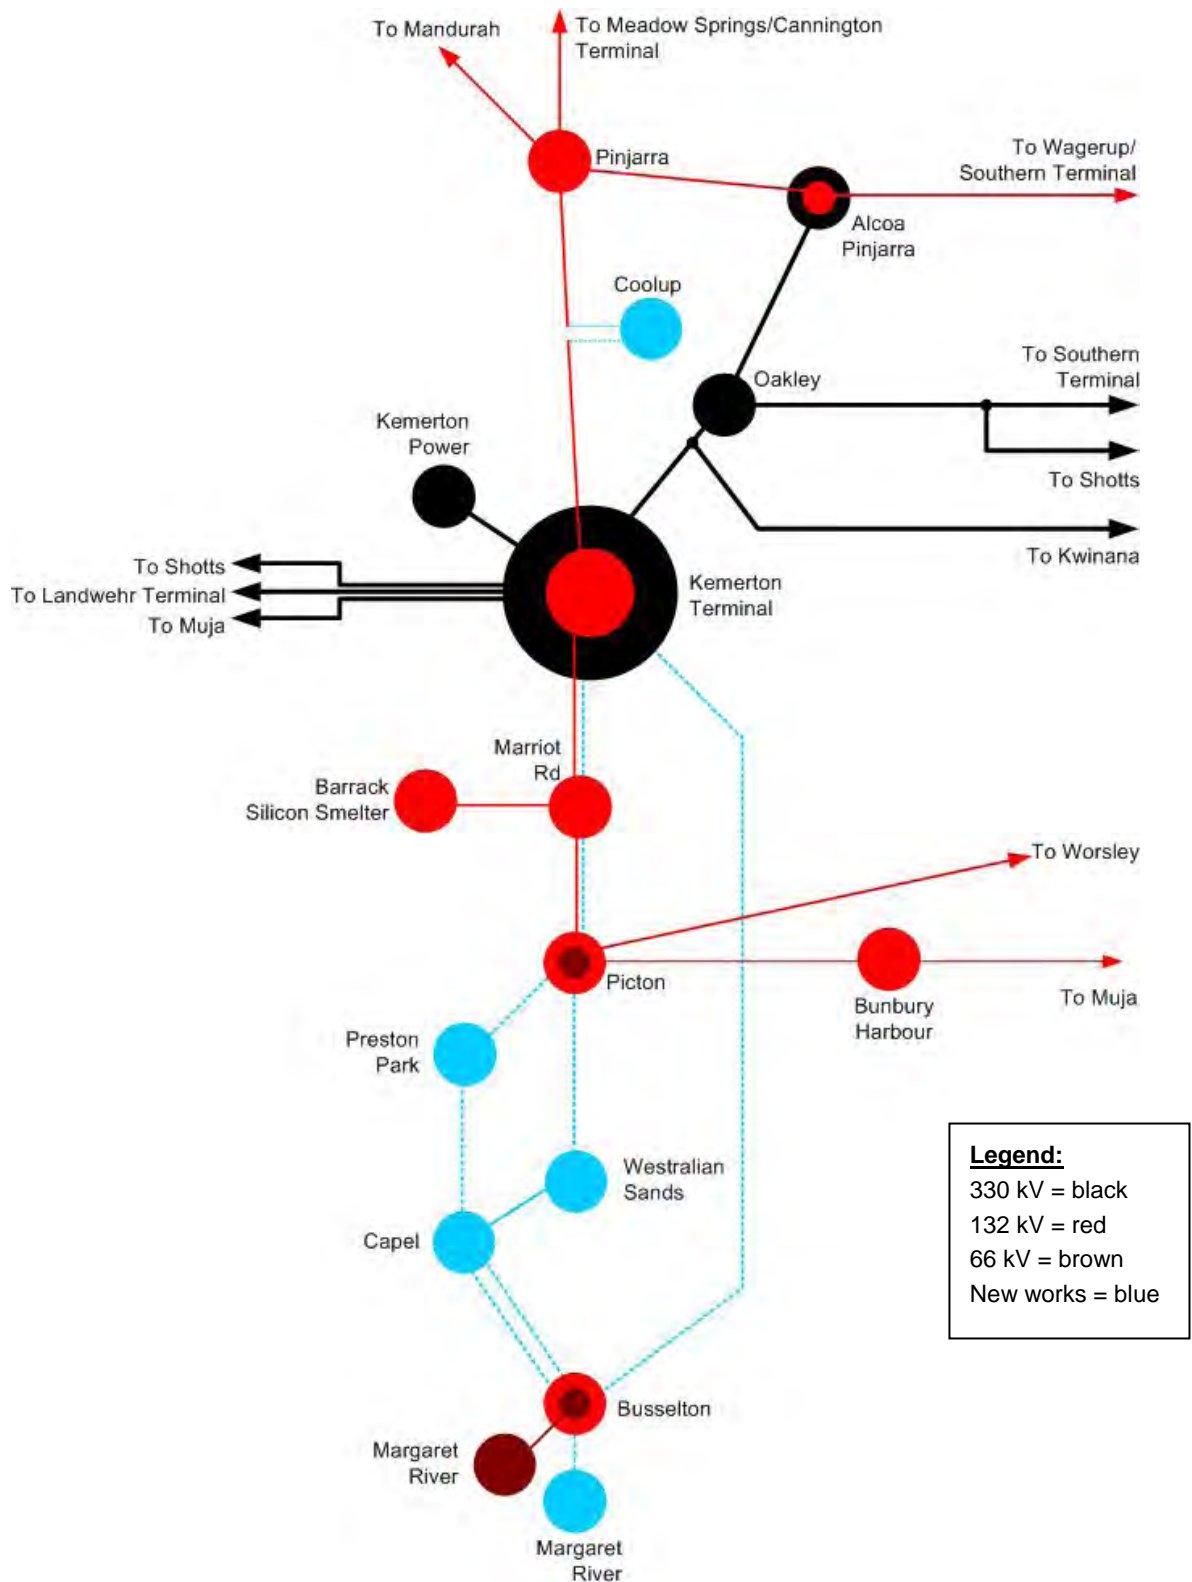 To Mandurah
To Meadow Springs/Cannington
Terminal
Pinjarra
To Wagerup/
Southern Terminal
Alcoa
Pinjarra
Coolup
To Southern
Terminal
Oakley
Kemerton
Power
To Shotts
To Kwinana
To Shotts
To Landwehr Terminal
To Muja
Kemerton
Terminal
Marriot
Rd
Barrack
Silicon Smelter
To Worsley
Picton
To Muja
Bunbury
Harbour
Preston
Park
Westralian
Sands
Capel
Legend:
330 kV = black
132 kV = red
66 kV = brown
New works = blue
Busselton
Margaret
River
Margaret
River